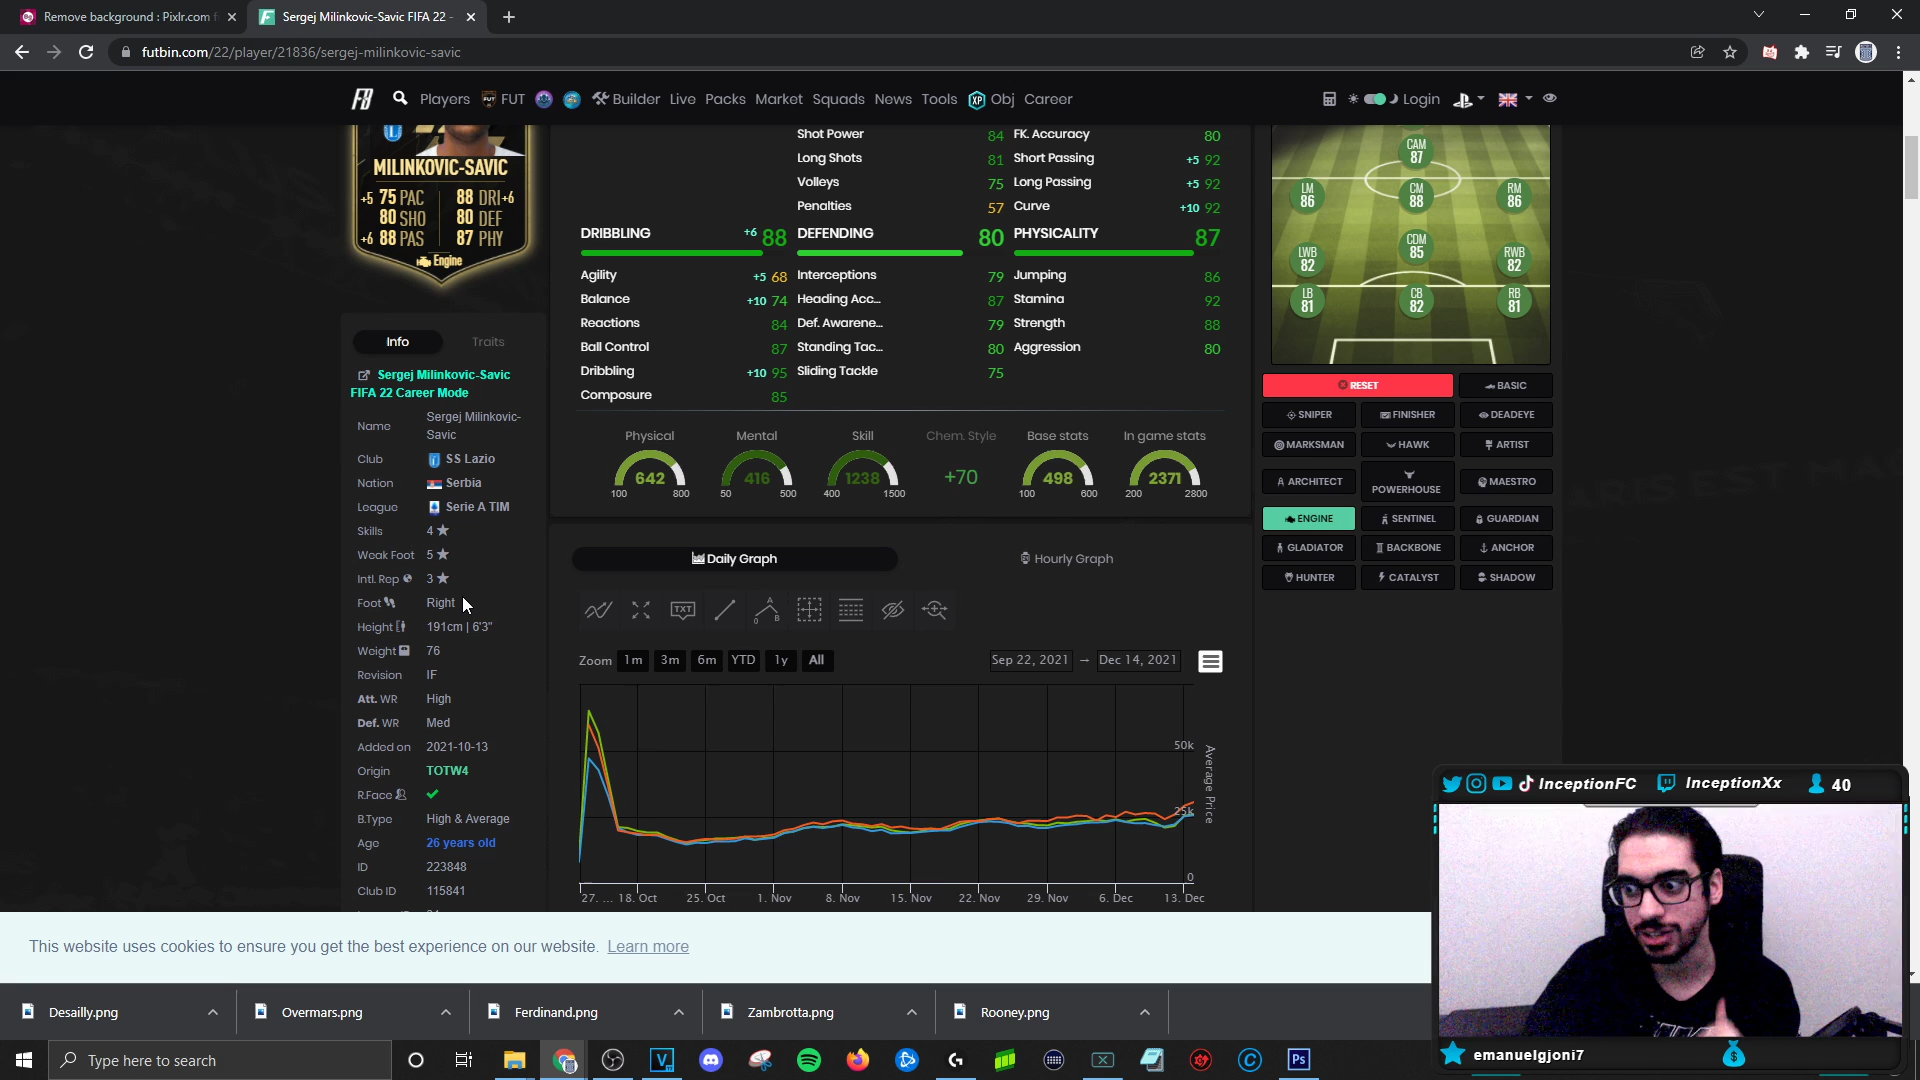 Remove background : Pixlr.com f
Sergej Milinkovic-Savic FIFA 22 -
futbin.com/22/player/21836/sergej-milinkovic-savic
Players FUT Builder Live Packs Market Squads News Tools XP Obj Career
Login
MILINKOVIC-SAVIC
+5 75 PAC 88 DRI+6
80 SHO 80 DEF
+6 88 PAS 87 PHY
Engine
Shot Power 84 FK. Accuracy 80
Long Shots 81 Short Passing +5 92
Volleys 75 Long Passing +5 92
Penalties 57 Curve +10 92
DRIBBLING +6 88 DEFENDING 80 PHYSICALITY 87
Agility +5 68 Interceptions 79 Jumping 86
Balance +10 74 Heading Acc... 87 Stamina 92
Reactions 84 Def. Awarene... 79 Strength 88
Ball Control 87 Standing Tac... 80 Aggression 80
Dribbling +10 95 Sliding Tackle 75
Composure 85
CAM
87
LM CM RM
86 88 86
CDM
85
LWB RWB
82 82
LB CB RB
81 82 81
RESET BASIC
SNIPER FINISHER DEADEYE
MARKSMAN HAWK ARTIST
ARCHITECT POWERHOUSE MAESTRO
ENGINE SENTINEL GUARDIAN
GLADIATOR BACKBONE ANCHOR
HUNTER CATALYST SHADOW
Info Traits
Sergej Milinkovic-Savic
FIFA 22 Career Mode
Name Sergej Milinkovic-
Savic
Club SS Lazio
Nation Serbia
League Serie A TIM
Skills 4
Weak Foot 5
Intl. Rep 3
Foot Right
Height 191cm | 6'3"
Weight 76
Revision IF
Att. WR High
Def. WR Med
Added on 2021-10-13
Origin TOTW4
R.Face
B.Type High & Average
Age 26 years old
ID 223848
Club ID 115841
Physical Mental Skill Chem. Style Base stats In game stats
642 416 1238 +70 498 2371
100 800 50 500 400 1500 100 600 200 2800
Daily Graph Hourly Graph
TXT
A
0 B
Zoom 1m 3m 6m YTD 1y All
Sep 22, 2021 → Dec 14, 2021
50k
25k
0
Average Price
27. ... 18. Oct 25. Oct 1. Nov 8. Nov 15. Nov 22. Nov 29. Nov 6. Dec 13. Dec
This website uses cookies to ensure you get the best experience on our website. Learn more
InceptionFC InceptionXx 40
emanuelgjoni7
Desailly.png Overmars.png Ferdinand.png Zambrotta.png Rooney.png
Type here to search
Ps